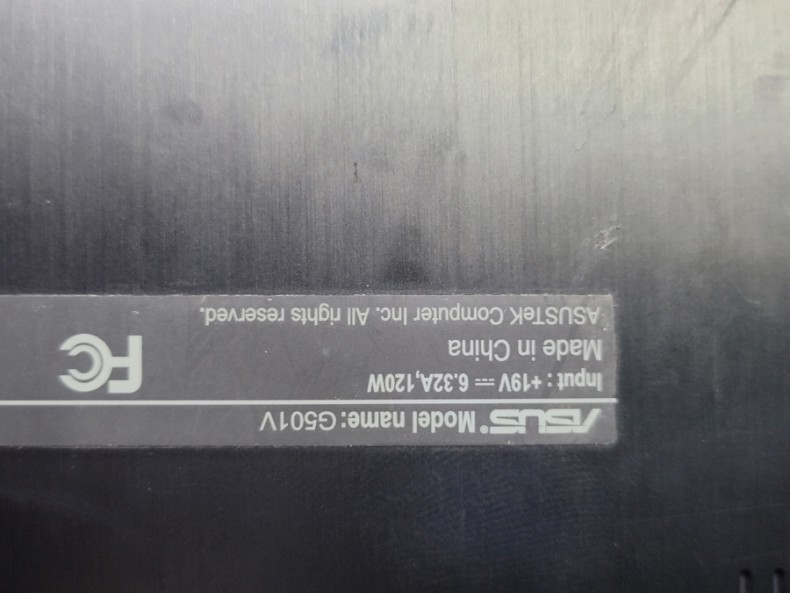 ASUS® Model name: G501V
Input : +19V ⎓ 6.32A,120W
Made in China
ASUSTeK Computer Inc. All rights reserved.
FC